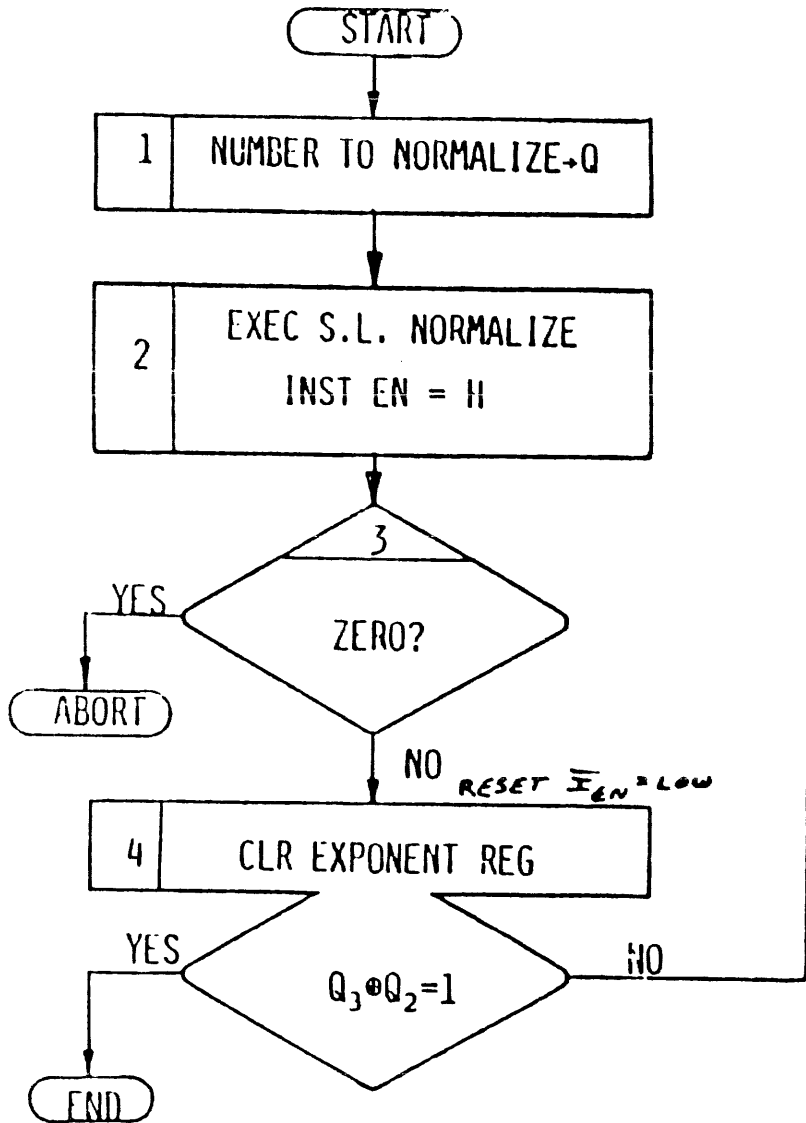 START
1 NUMBER TO NORMALIZE→Q
2 EXEC S.L. NORMALIZE
INST EN = H
3
ZERO?
YES
ABORT
NO
RESET I̅EN = LOW
4 CLR EXPONENT REG
YES
Q₃⊕Q₂=1
NO
END